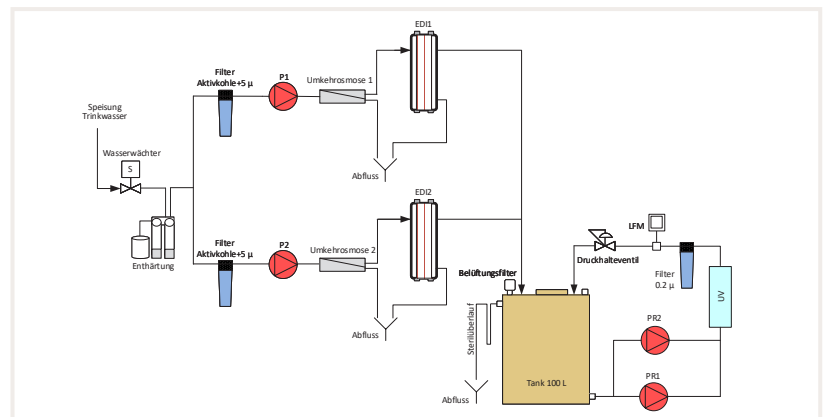 EDI1
Filter
Aktivkohle+5 µ
P1
Umkehrosmose 1
Speisung
Trinkwasser
Wasserwächter
S
Abfluss
EDI2
Filter
Aktivkohle+5 µ
P2
Umkehrosmose 2
Enthärtung
LFM
Druckhalteventil
Belüftungsfilter
Filter
0.2 µ
UV
Sterilüberlauf
Abfluss
PR2
PR1
Tank 100 L
Abfluss